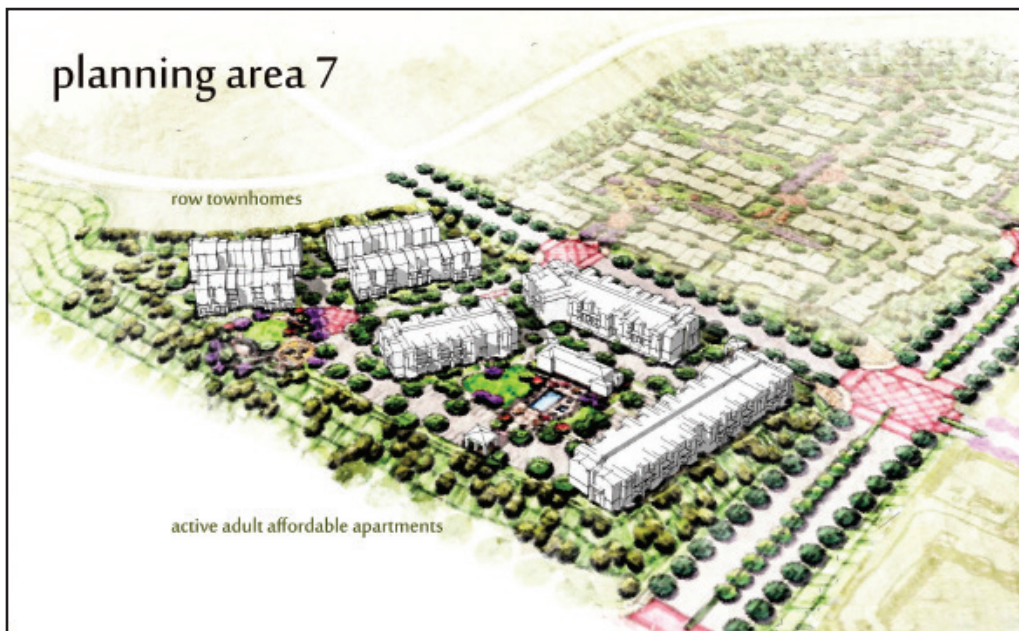 planning area 7
row townhomes
active adult affordable apartments